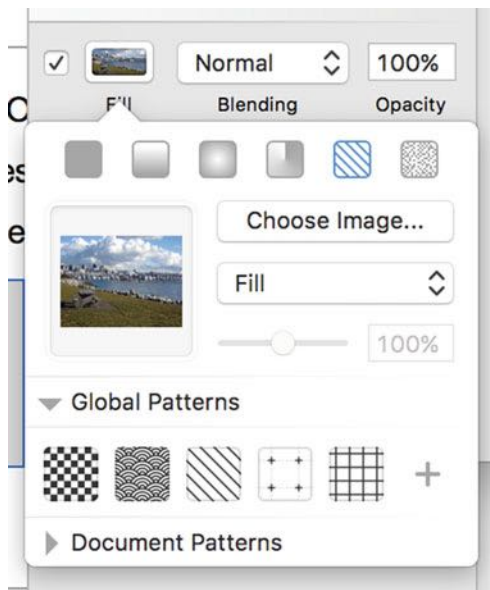 Normal 100%
Fill Blending Opacity
Choose Image...
Fill
100%
Global Patterns
Document Patterns